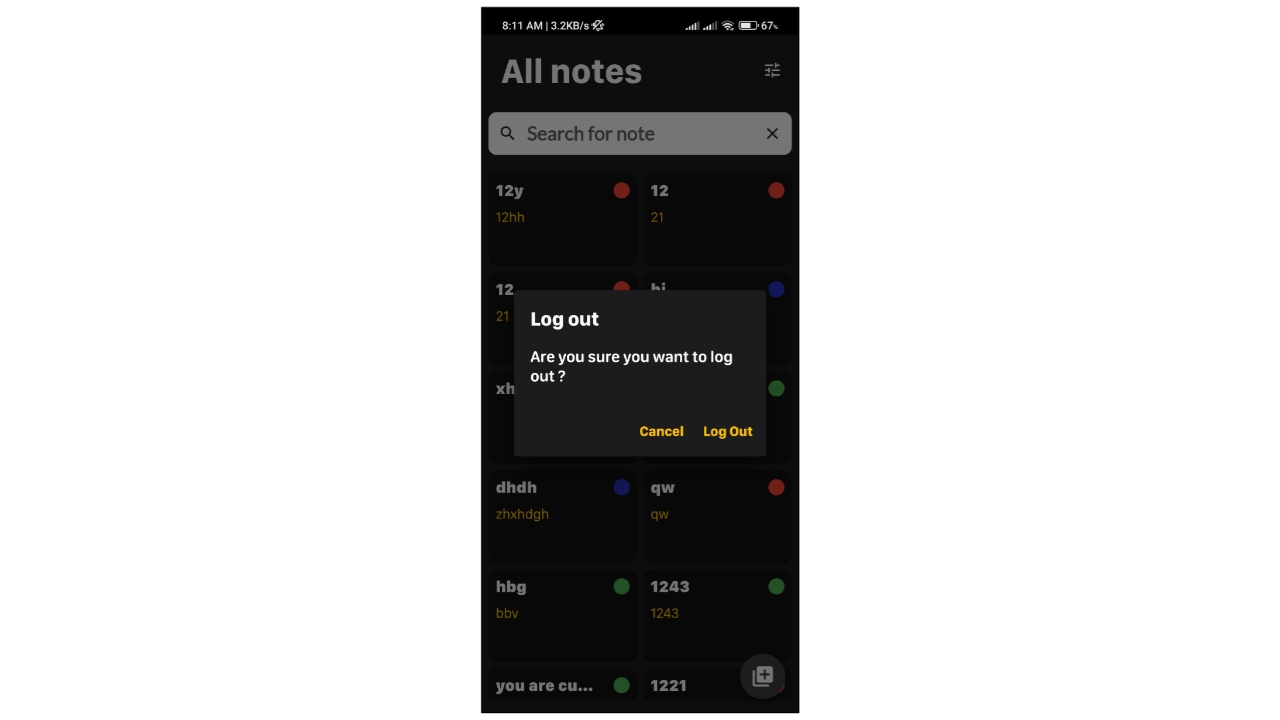 8:11 AM | 3.2KB/s
67%
All notes
Search for note
12y
12hh
12
21
12
21
hi
Log out
Are you sure you want to log
out ?
Cancel
Log Out
xh
dhdh
zhxhdgh
qw
qw
hbg
bbv
1243
1243
you are cu...
1221